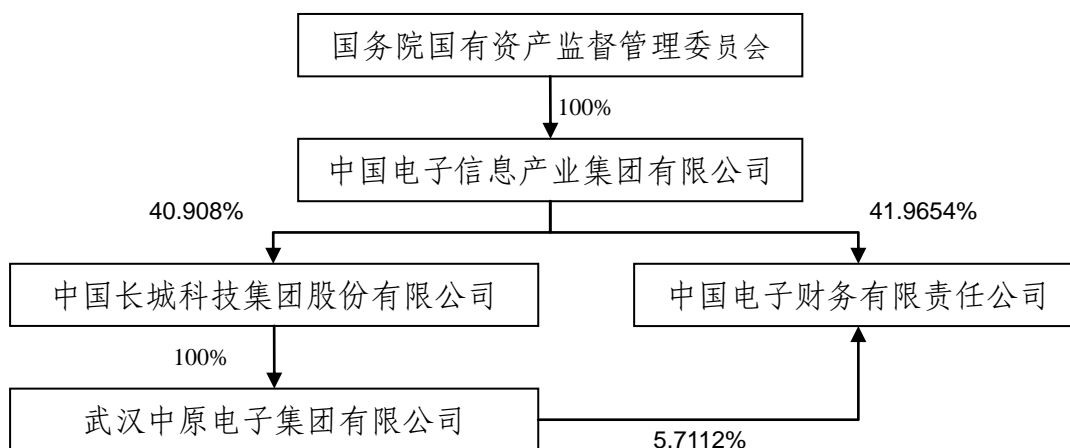 国务院国有资产监督管理委员会
100%
中国电子信息产业集团有限公司
40.908%
41.9654%
中国长城科技集团股份有限公司
中国电子财务有限责任公司
100%
武汉中原电子集团有限公司
5.7112%